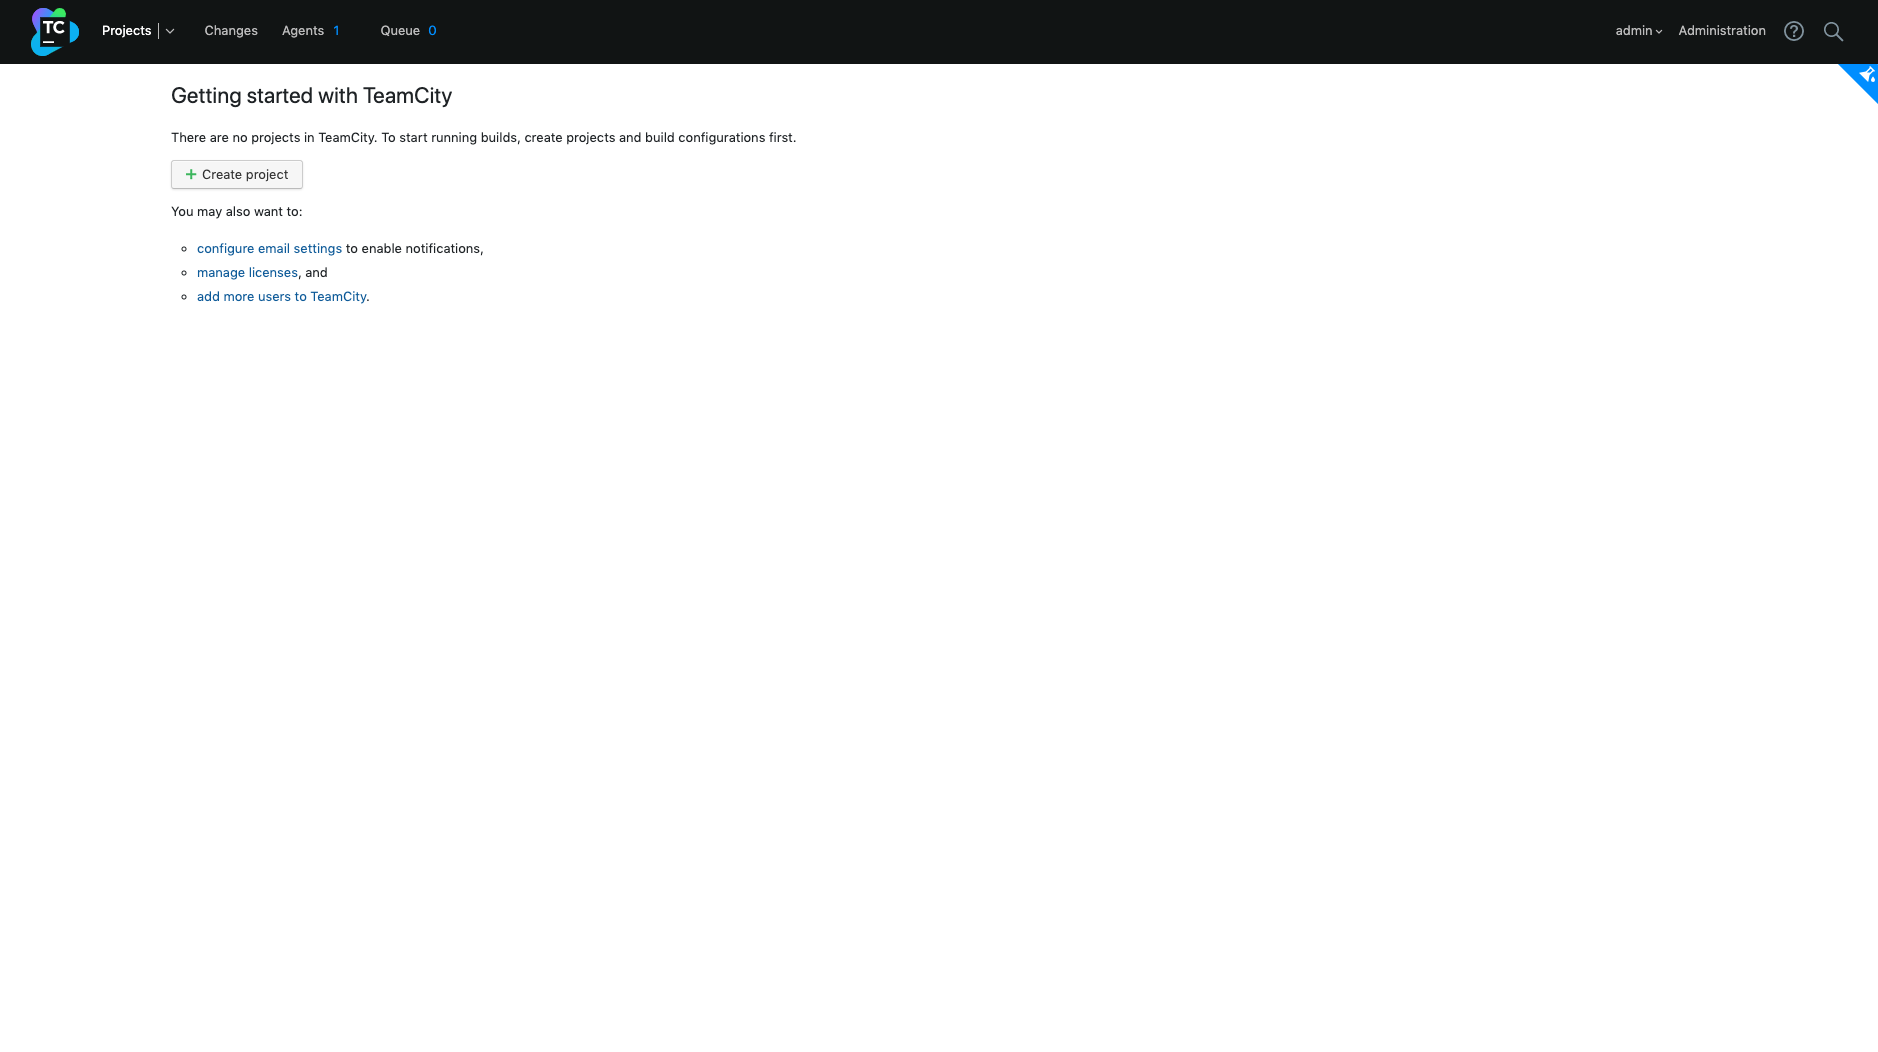 TC Projects Changes Agents 1 Queue 0 admin Administration
Getting started with TeamCity
There are no projects in TeamCity. To start running builds, create projects and build configurations first.
+ Create project
You may also want to:
configure email settings to enable notifications,
manage licenses, and
add more users to TeamCity.